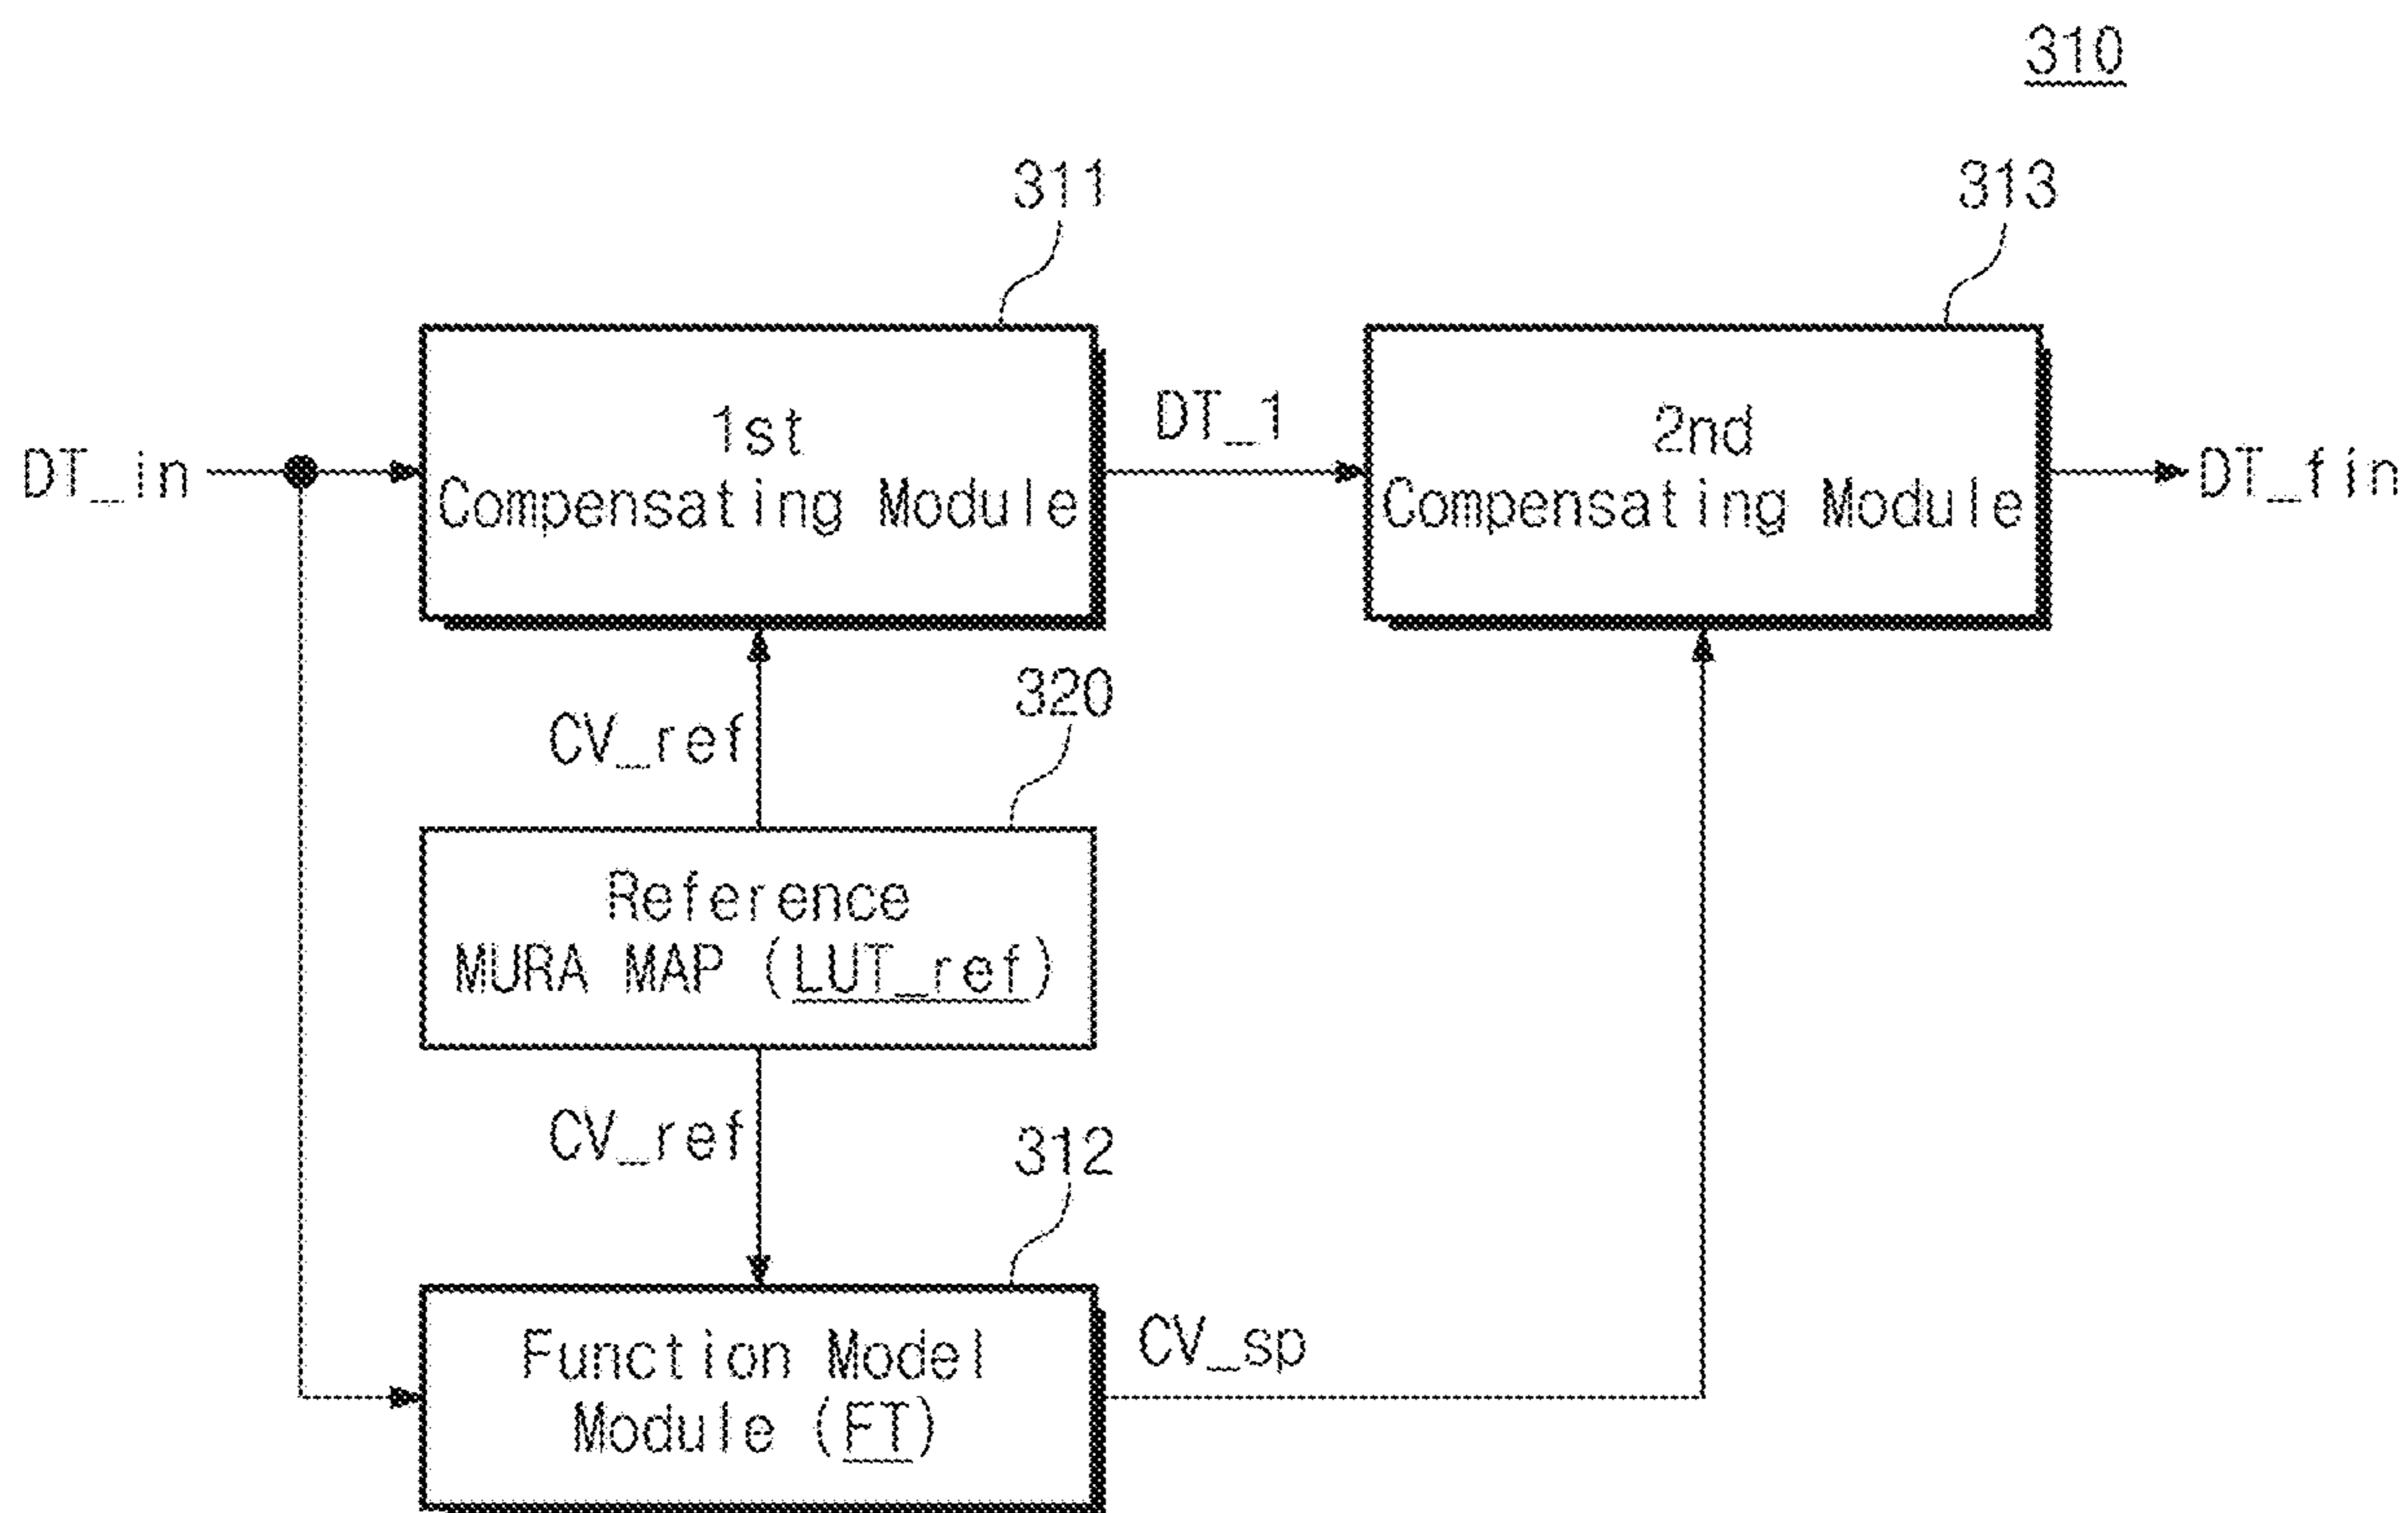 310
311
313
1st
Compensating Module
DT_1
2nd
Compensating Module
DT_in
DT_fin
CV_ref
320
Reference
MURA MAP (LUT_ref)
CV_ref
312
Function Model
Module (FT)
CV_sp